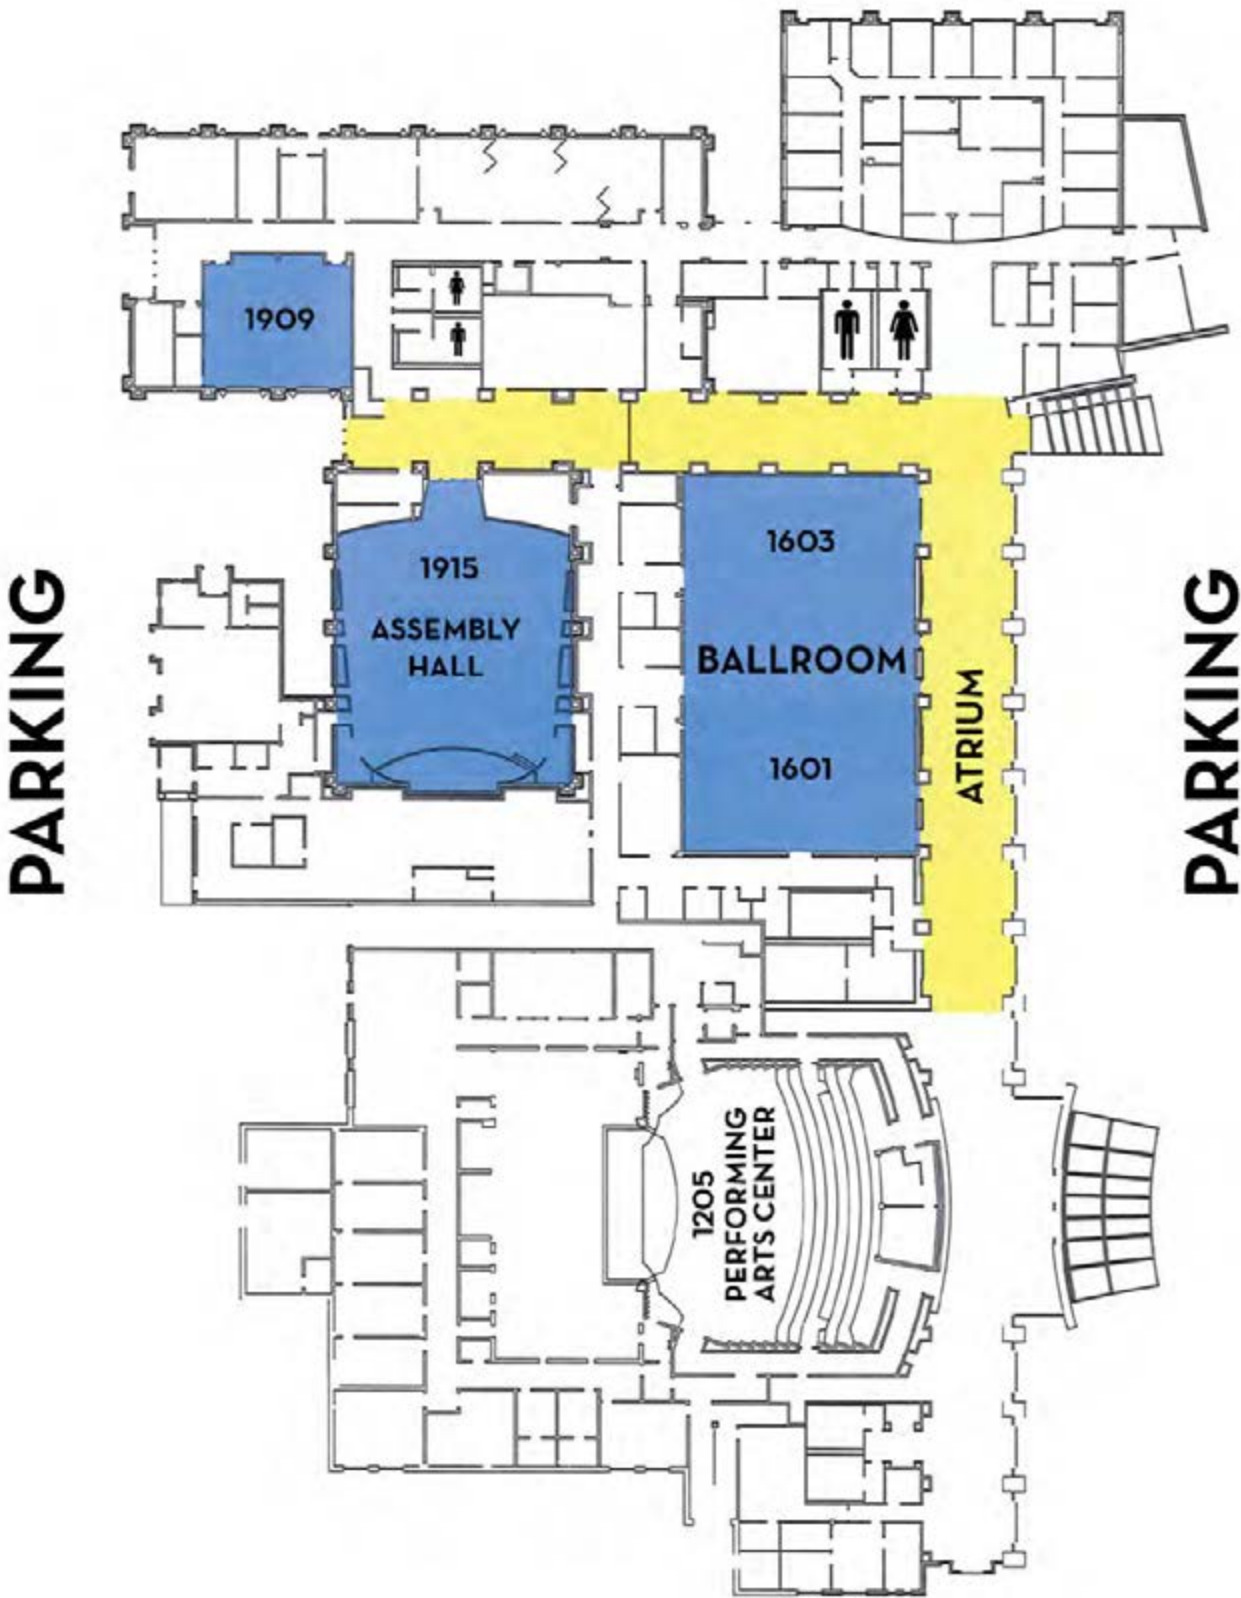 1909
1603
1915
ASSEMBLY
HALL
BALLROOM
1601
ATRIUM
PARKING
PARKING
1205
PERFORMING
ARTS CENTER